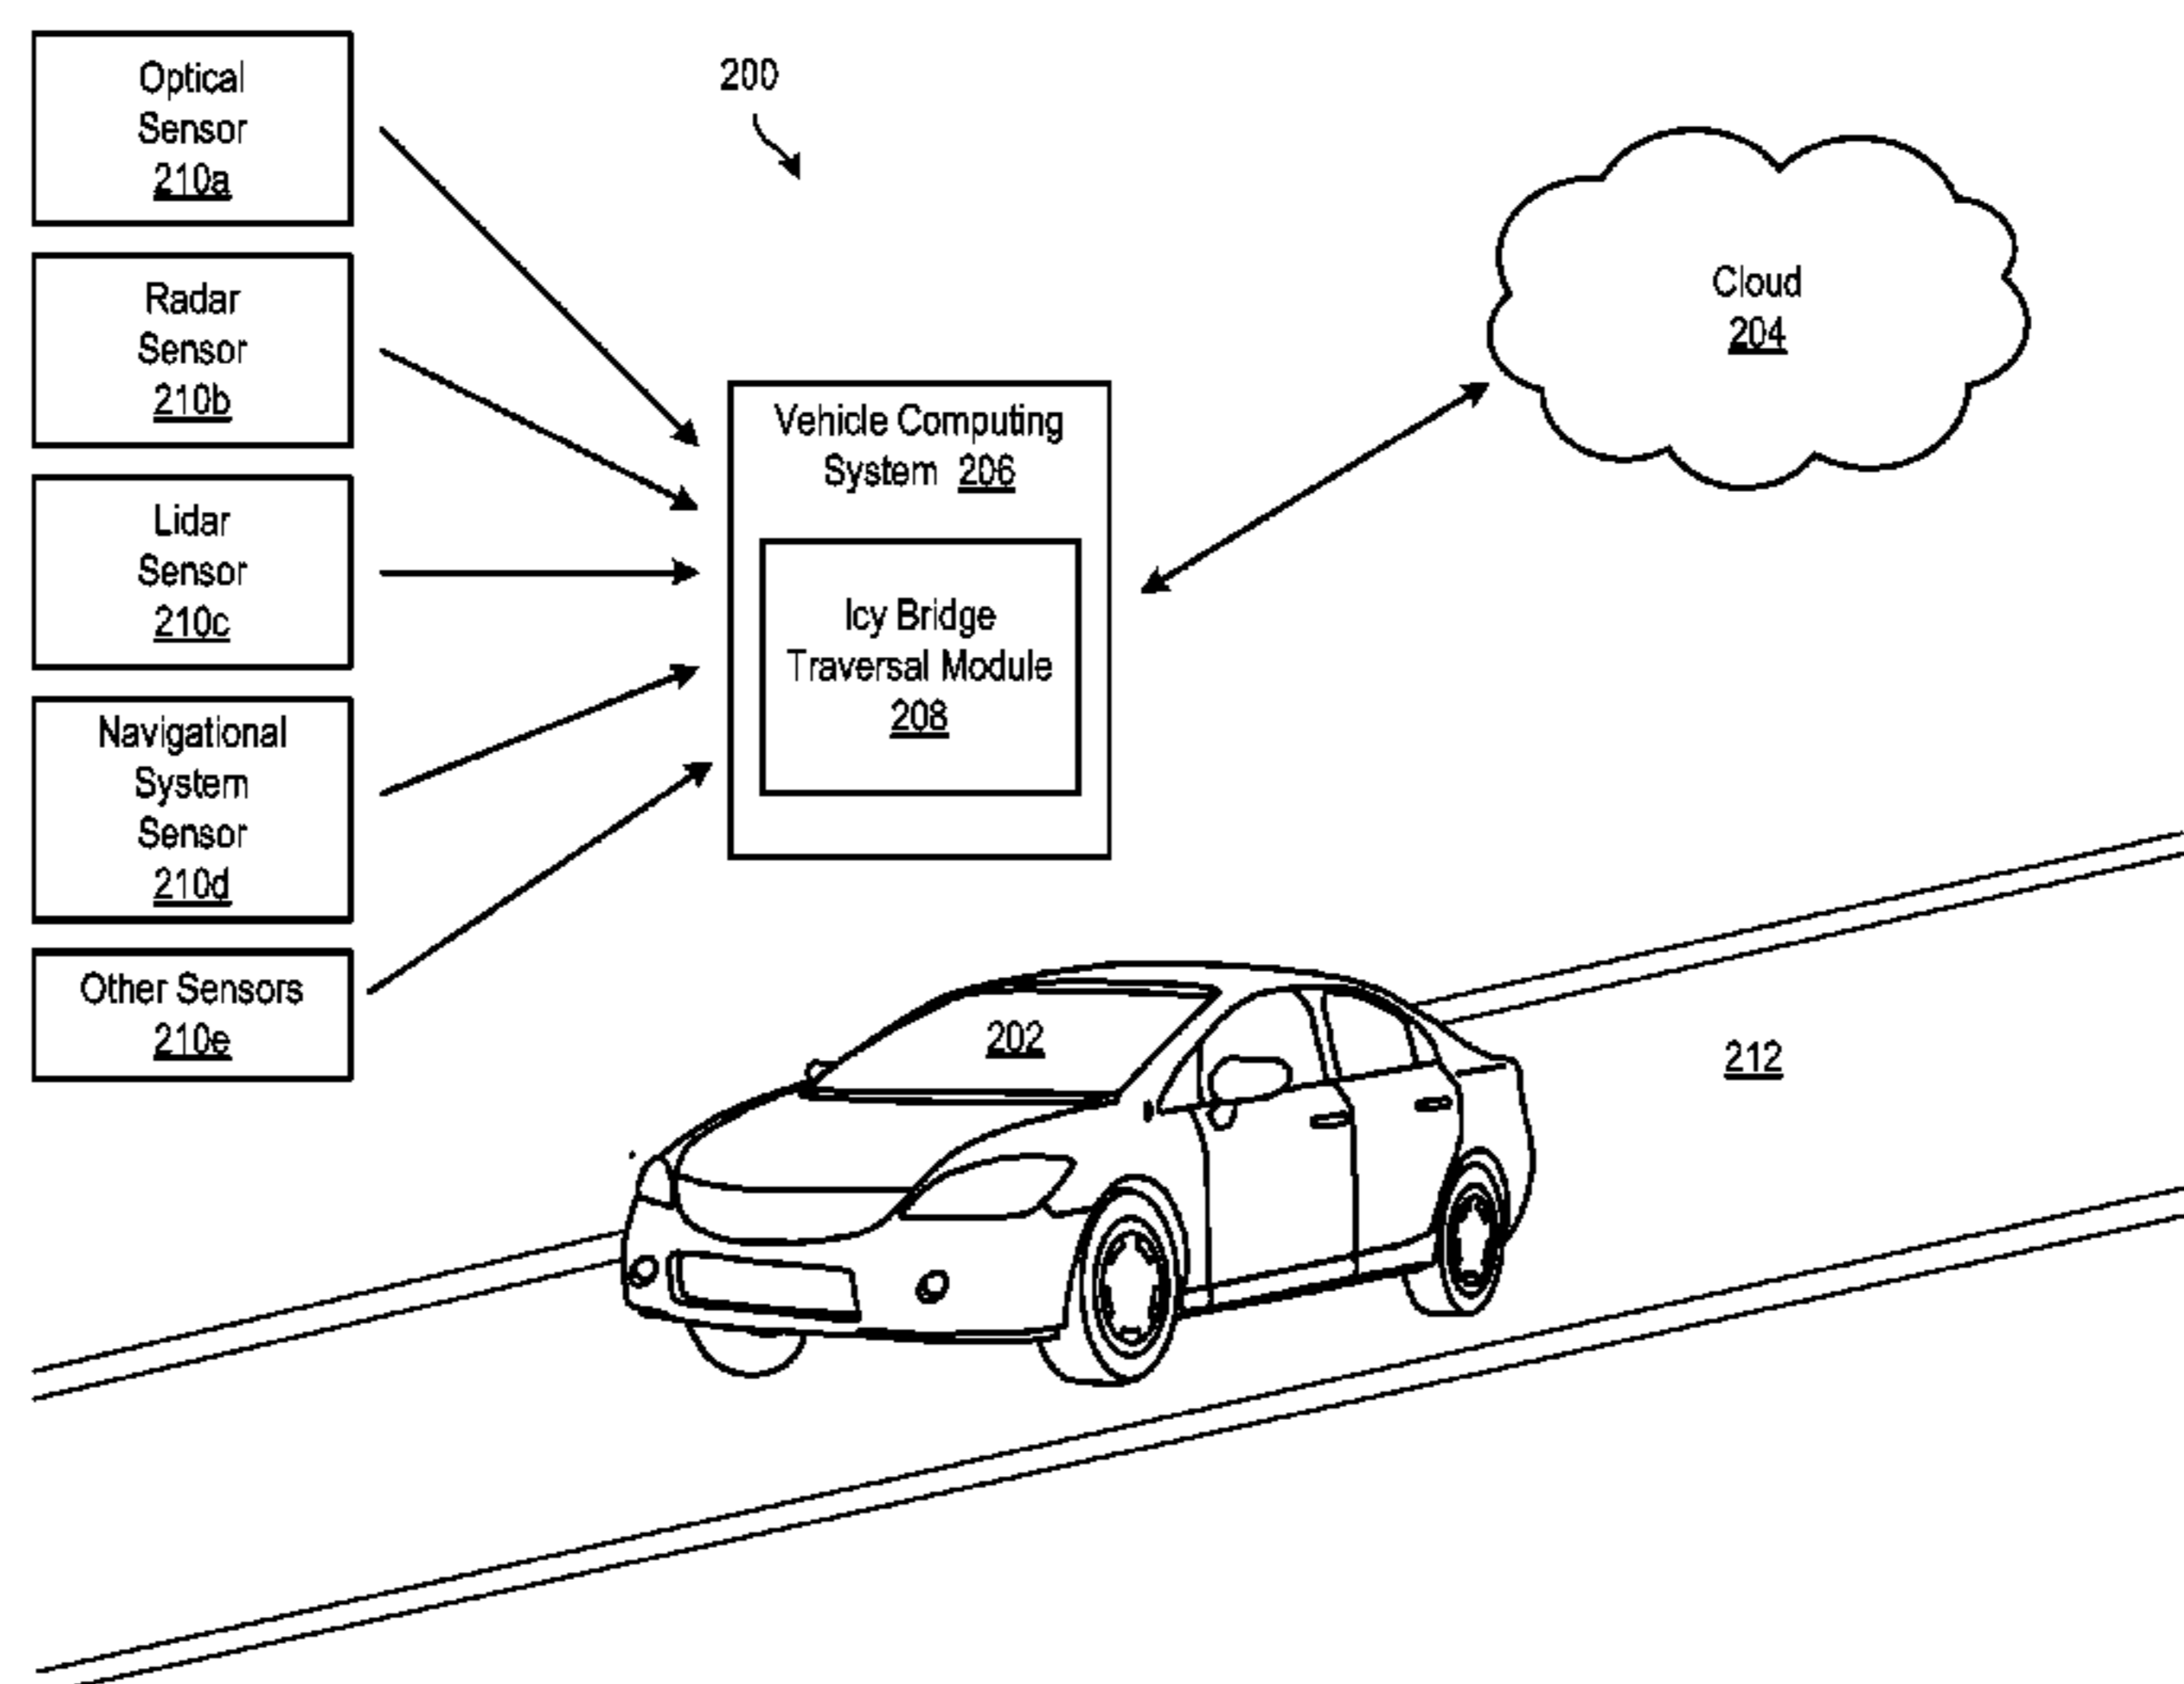 Optical
Sensor
210a
Radar
Sensor
210b
Lidar
Sensor
210c
Navigational
System
Sensor
210d
Other Sensors
210e
200
Vehicle Computing
System 206
Icy Bridge
Traversal Module
208
Cloud
204
202
212